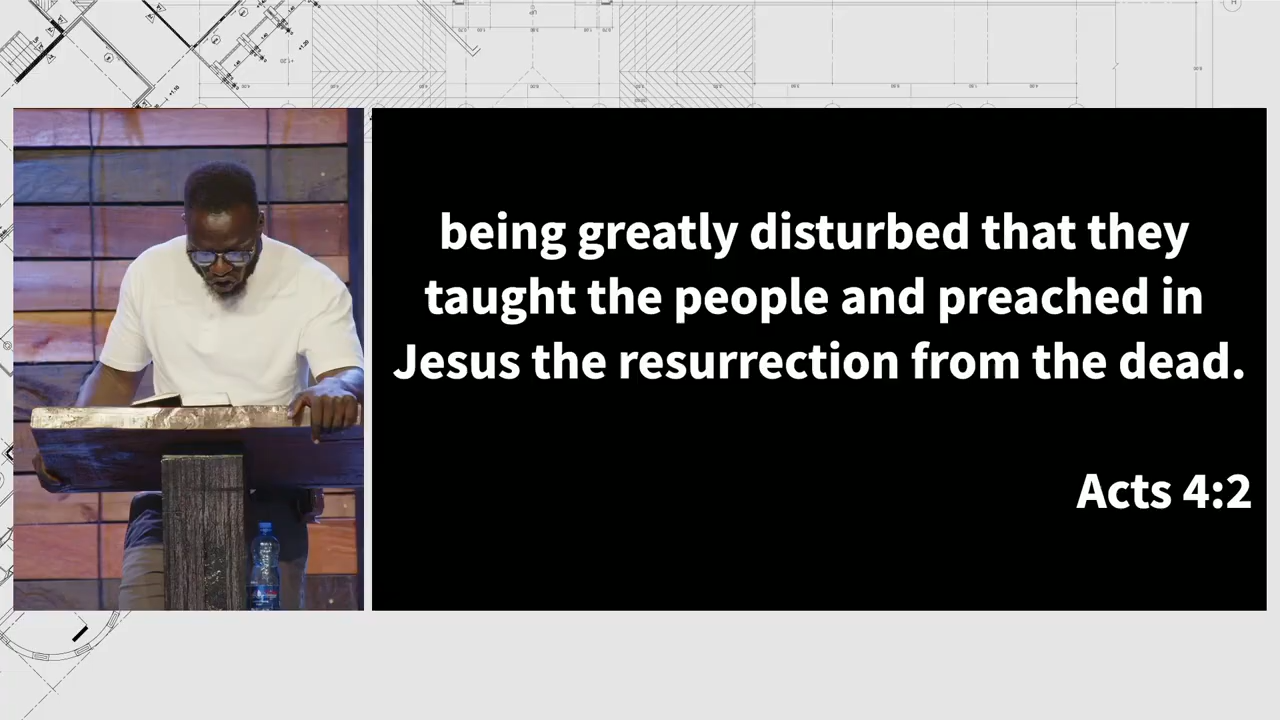 being greatly disturbed that they
taught the people and preached in
Jesus the resurrection from the dead.
Acts 4:2